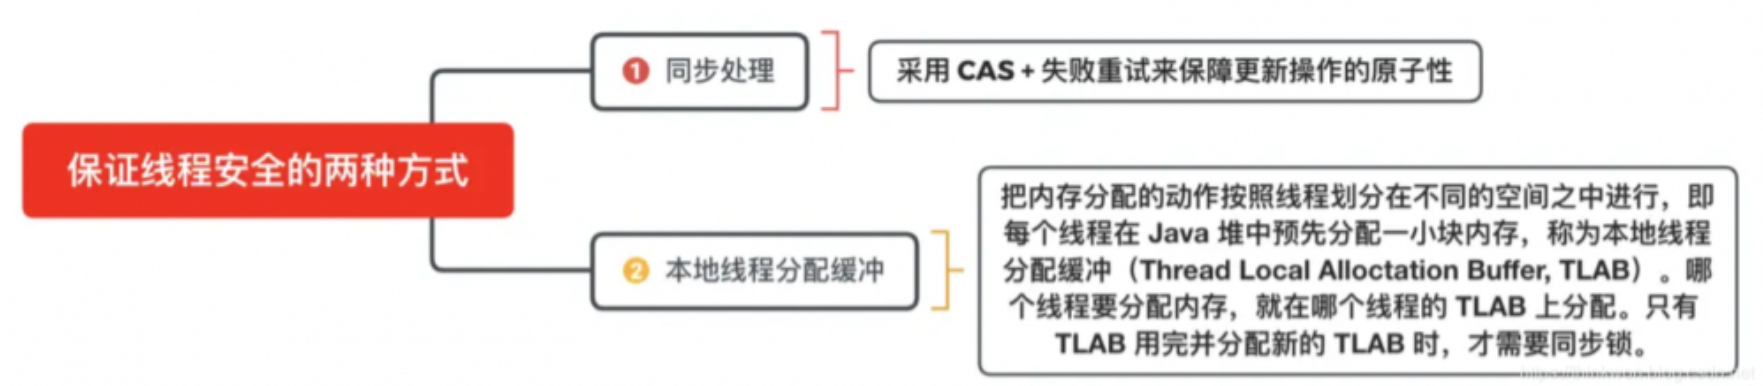 保证线程安全的两种方式
1 同步处理
采用 CAS + 失败重试来保障更新操作的原子性
2 本地线程分配缓冲
把内存分配的动作按照线程划分在不同的空间之中进行，即
每个线程在 Java 堆中预先分配一小块内存，称为本地线程
分配缓冲（Thread Local Alloctation Buffer, TLAB）。哪
个线程要分配内存，就在哪个线程的 TLAB 上分配。只有
TLAB 用完并分配新的 TLAB 时，才需要同步锁。